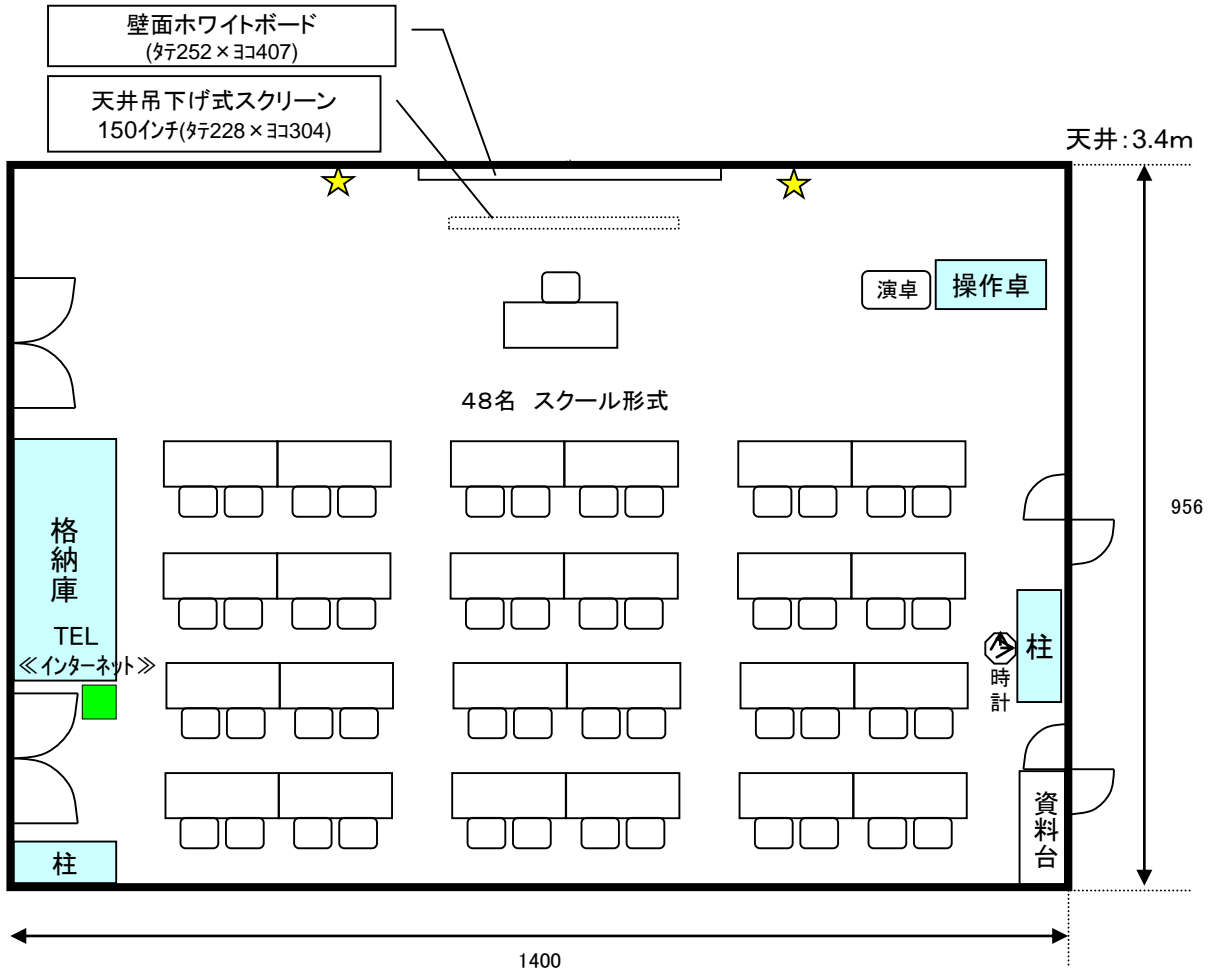 壁面ホワイトボード
(ﾀﾃ252×ﾖｺ407)
天井吊下げ式スクリーン
150ｲﾝﾁ(ﾀﾃ228×ﾖｺ304)
天井：3.4m
演卓
操作卓
48名　スクール形式
956
格納庫
TEL
≪ｲﾝﾀｰﾈｯﾄ≫
柱
時計
資料台
柱
1400